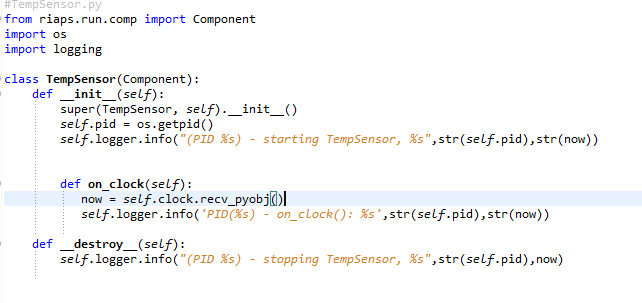 #TempSensor.py
from riaps.run.comp import Component
import os
import logging
class TempSensor(Component):
def __init__(self):
super(TempSensor, self).__init__()
self.pid = os.getpid()
self.logger.info("(PID %s) - starting TempSensor, %s",str(self.pid),str(now))
def on_clock(self):
now = self.clock.recv_pyobj()
self.logger.info('PID(%s) - on_clock(): %s',str(self.pid),str(now))
def __destroy__(self):
self.logger.info("(PID %s) - stopping TempSensor, %s",str(self.pid),now)